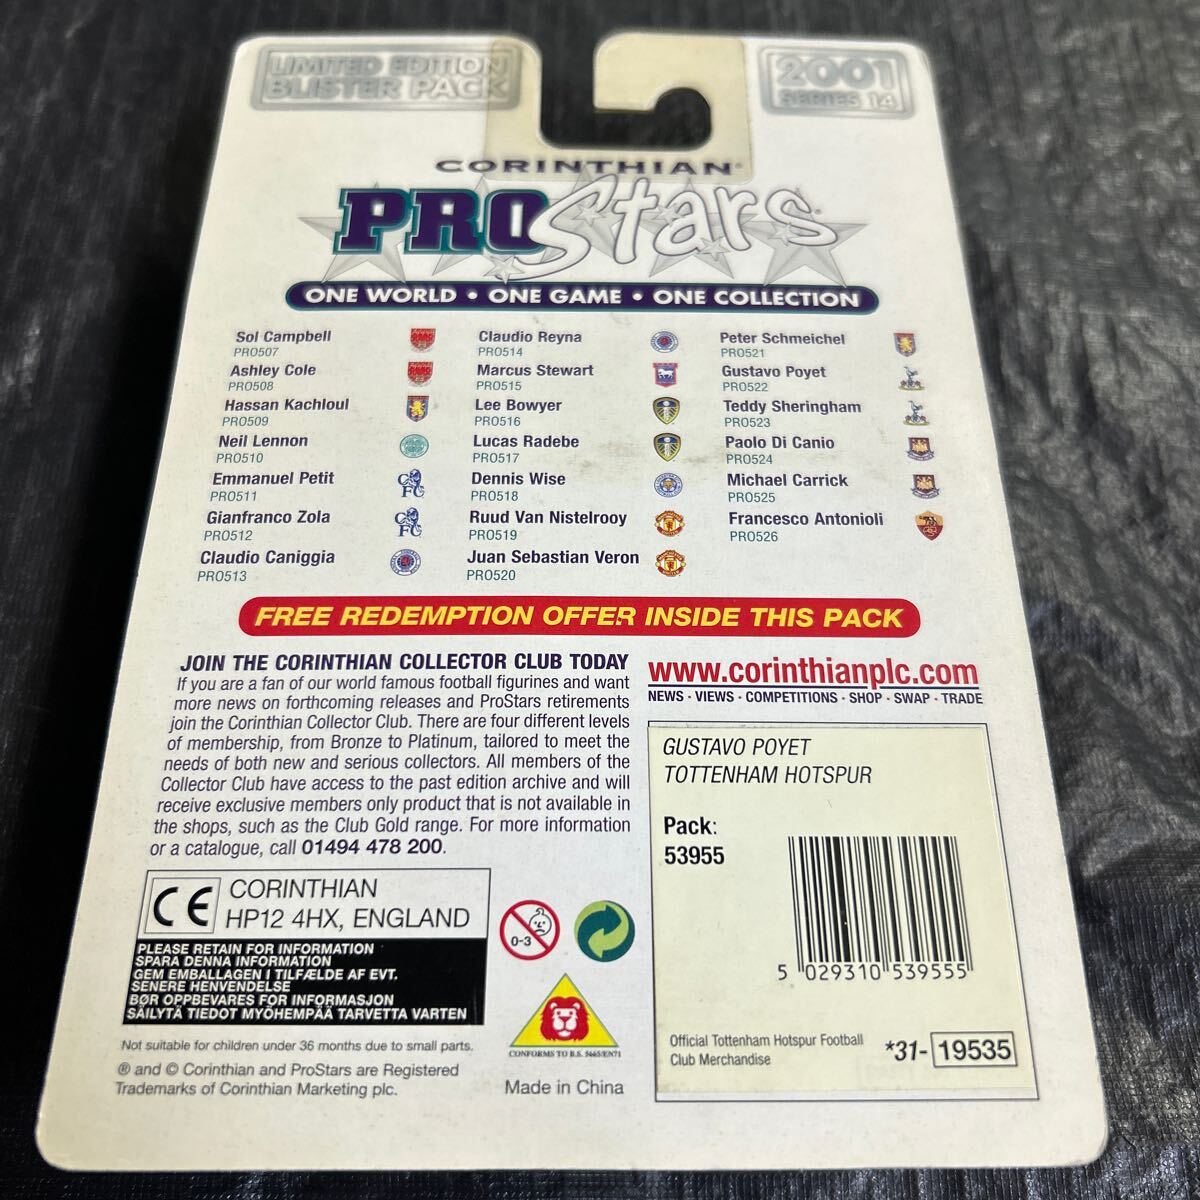 LIMITED EDITION
BLISTER PACK
2001
SERIES 14
CORINTHIAN®
PROStars
ONE WORLD • ONE GAME • ONE COLLECTION
Sol Campbell
PRO507
Ashley Cole
PRO508
Hassan Kachloul
PRO509
Neil Lennon
PRO510
Emmanuel Petit
PRO511
Gianfranco Zola
PRO512
Claudio Caniggia
PRO513
Claudio Reyna
PRO514
Marcus Stewart
PRO515
Lee Bowyer
PRO516
Lucas Radebe
PRO517
Dennis Wise
PRO518
Ruud Van Nistelrooy
PRO519
Juan Sebastian Veron
PRO520
Peter Schmeichel
PRO521
Gustavo Poyet
PRO522
Teddy Sheringham
PRO523
Paolo Di Canio
PRO524
Michael Carrick
PRO525
Francesco Antonioli
PRO526
FREE REDEMPTION OFFER INSIDE THIS PACK
JOIN THE CORINTHIAN COLLECTOR CLUB TODAY
If you are a fan of our world famous football figurines and want
more news on forthcoming releases and ProStars retirements
join the Corinthian Collector Club. There are four different levels
of membership, from Bronze to Platinum, tailored to meet the
needs of both new and serious collectors. All members of the
Collector Club have access to the past edition archive and will
receive exclusive members only product that is not available in
the shops, such as the Club Gold range. For more information
or a catalogue, call 01494 478 200.
www.corinthianplc.com
NEWS · VIEWS · COMPETITIONS · SHOP · SWAP · TRADE
GUSTAVO POYET
TOTTENHAM HOTSPUR
Pack:
53955
5 029310 539555
Official Tottenham Hotspur Football
Club Merchandise
*31- 19535
CE
CORINTHIAN
HP12 4HX, ENGLAND
PLEASE RETAIN FOR INFORMATION
SPARA DENNA INFORMATION
GEM EMBALLAGEN I TILFÆLDE AF EVT.
SENERE HENVENDELSE
BØR OPPBEVARES FOR INFORMASJON
SÄILYTÄ TIEDOT MYÖHEMPÄÄ TARVETTA VARTEN
0-3
CONFORMS TO B.S. 5665/EN71
Not suitable for children under 36 months due to small parts.
® and © Corinthian and ProStars are Registered
Trademarks of Corinthian Marketing plc.
Made in China